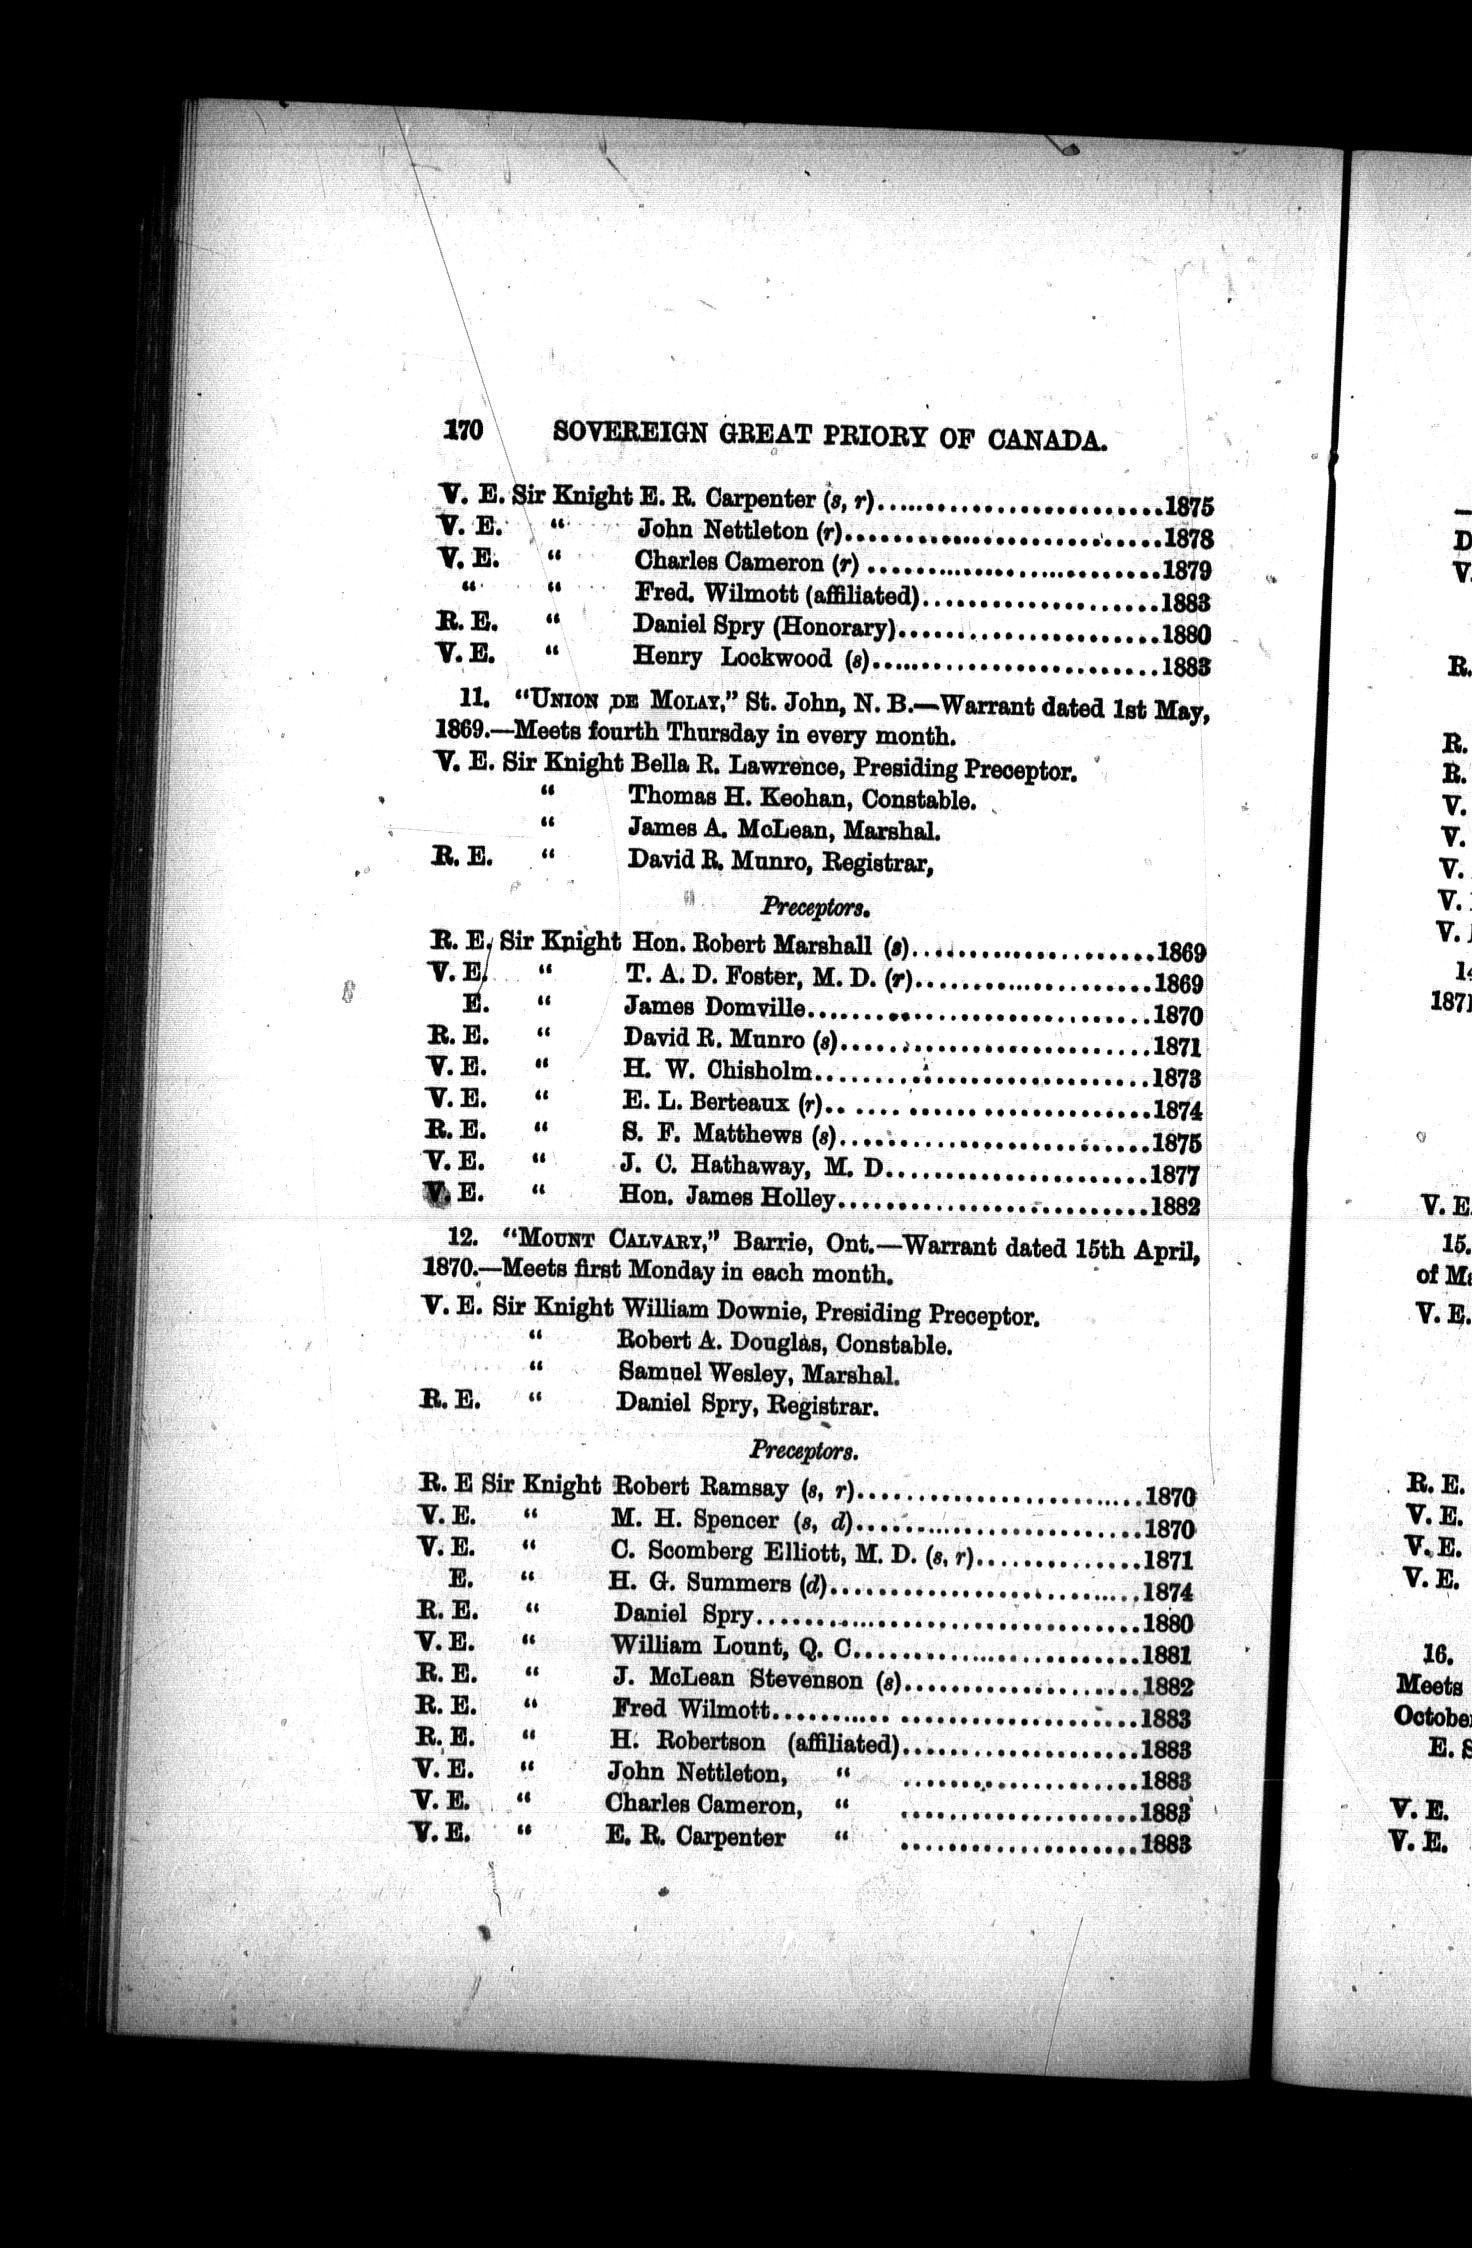 170 SOVEREIGN GREAT PRIORY OF CANADA.
V. E. Sir Knight E. R. Carpenter (s, r)..............................1875
V. E. “ John Nettleton (r)..............................1878
V. E. “ Charles Cameron (r) ..............................1879
“ “ Fred. Wilmott (affiliated)......................1883
R. E. “ Daniel Spry (Honorary)........................1880
V. E. “ Henry Lockwood (s)...........................1883
11. “UNION DE MOLAY,” St. John, N. B.—Warrant dated 1st May,
1869.—Meets fourth Thursday in every month.
V. E. Sir Knight Bella R. Lawrence, Presiding Preceptor.
“ Thomas H. Keohan, Constable.
“ James A. McLean, Marshal.
R. E. “ David R. Munro, Registrar,
Preceptors.
R. E. Sir Knight Hon. Robert Marshall (s).......................1869
V. E. “ T. A. D. Foster, M. D. (r)......................1869
E. “ James Domville................................1870
R. E. “ David R. Munro (s).............................1871
V. E. “ H. W. Chisholm................................1873
V. E. “ E. L. Berteaux (r).. .... ......................1874
R. E. “ S. F. Matthews (s).............................1875
V. E. “ J. C. Hathaway, M. D.........................1877
V. E. “ Hon. James Holley.............................1882
12. “MOUNT CALVARY,” Barrie, Ont.—Warrant dated 15th April,
1870.—Meets first Monday in each month.
V. E. Sir Knight William Downie, Presiding Preceptor.
“ Robert A. Douglas, Constable.
“ Samuel Wesley, Marshal.
R. E. “ Daniel Spry, Registrar.
Preceptors.
R. E Sir Knight Robert Ramsay (s, r)...........................1870
V. E. “ M. H. Spencer (s, d)...........................1870
V. E. “ C. Scomberg Elliott, M. D. (s, r)...............1871
E. “ H. G. Summers (d).............................1874
R. E. “ Daniel Spry....................................1880
V. E. “ William Lount, Q. C...........................1881
R. E. “ J. McLean Stevenson (s).......................1882
R. E. “ Fred Wilmott........... .......................1883
R. E. “ H. Robertson (affiliated)......................1883
V. E. “ John Nettleton, “ ......................1883
V. E. “ Charles Cameron, “ ......................1883
V. E. “ E. R. Carpenter “ ......................1883
D
V.
R.
R.
R.
V.
V.
V.
V.
V.
1871
V. E.
15.
of
V. E.
R. E.
V. E.
V. E.
V. E.
16.
Meets
E.
V. E.
V. E.